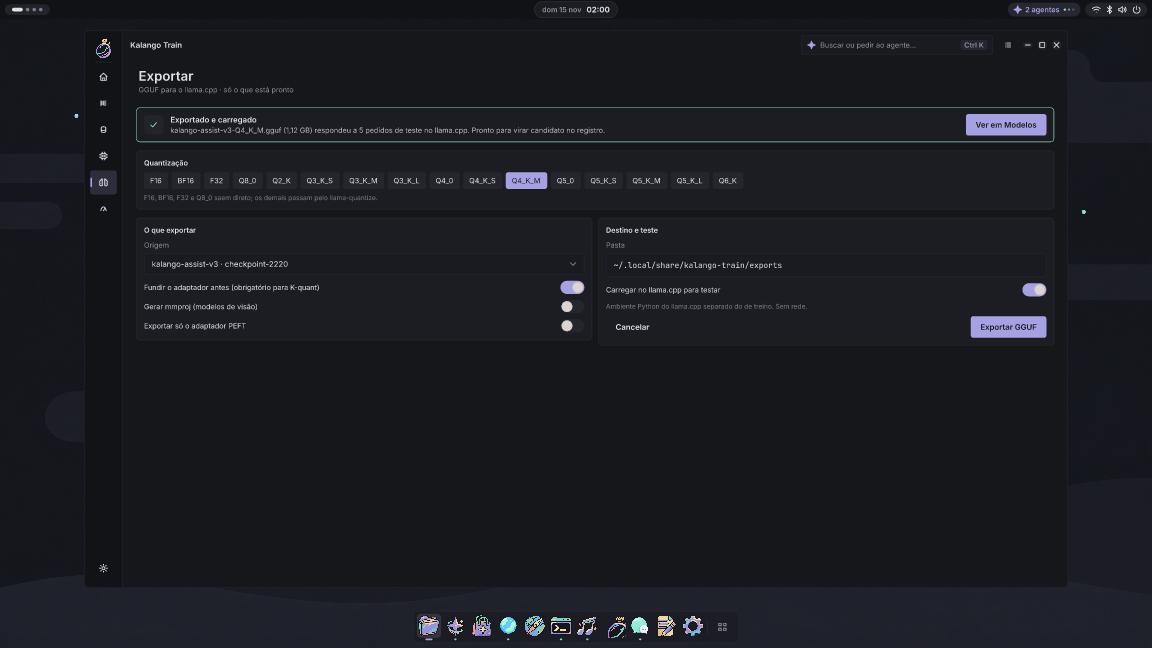 dom 15 nov 02:00
2 agentes
Kalango Train
Buscar ou pedir ao agente...
Ctrl K
Exportar
GGUF para o llama.cpp · só o que está pronto
Exportado e carregado
kalango-assist-v3-Q4_K_M.gguf (1,12 GB) respondeu a 5 pedidos de teste no llama.cpp. Pronto para virar candidato no registro.
Ver em Modelos
Quantização
F16 BF16 F32 Q8_0 Q2_K Q3_K_S Q3_K_M Q3_K_L Q4_0 Q4_K_S Q4_K_M Q5_0 Q5_K_S Q5_K_M Q5_K_L Q6_K
F16, BF16, F32 e Q8_0 saem direto; os demais passam pelo llama-quantize.
O que exportar
Origem
kalango-assist-v3 · checkpoint-2220
Fundir o adaptador antes (obrigatório para K-quant)
Gerar mmproj (modelos de visão)
Exportar só o adaptador PEFT
Destino e teste
Pasta
~/.local/share/kalango-train/exports
Carregar no llama.cpp para testar
Ambiente Python do llama.cpp separado do de treino. Sem rede.
Cancelar
Exportar GGUF